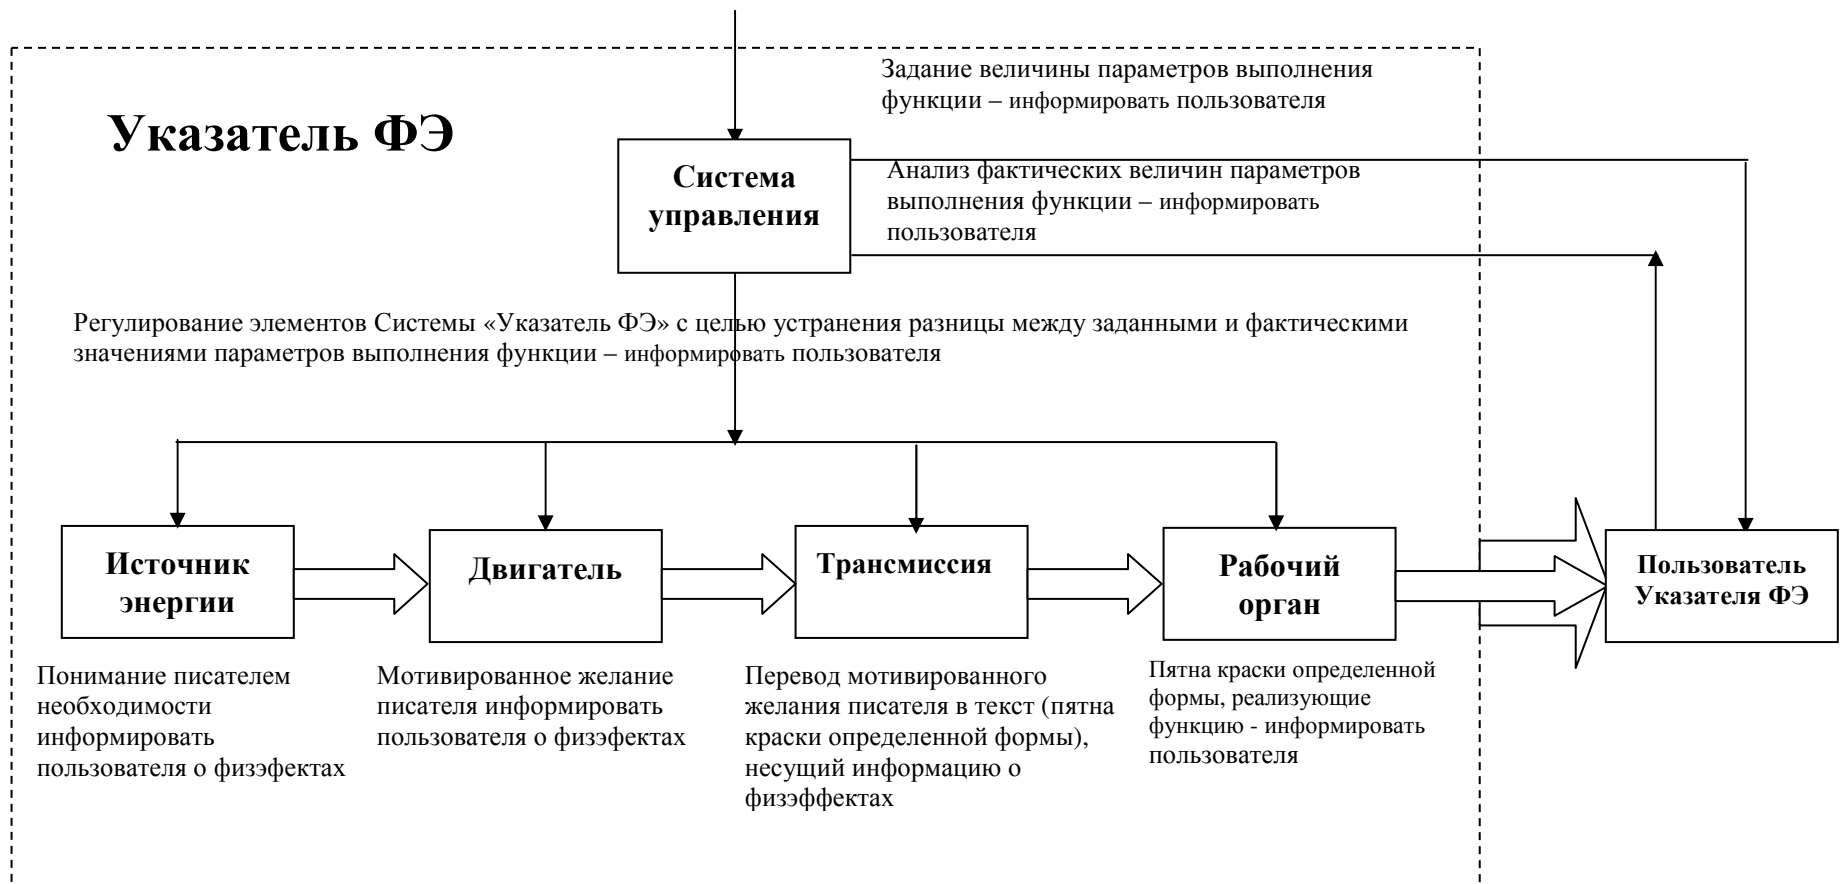 Задание величины параметров выполнения
функции – информировать пользователя
Указатель ФЭ
Система
управления
Анализ фактических величин параметров
выполнения функции – информировать
пользователя
Регулирование элементов Системы «Указатель ФЭ» с целью устранения разницы между заданными и фактическими
значениями параметров выполнения функции – информировать пользователя
Источник
энергии
Двигатель
Трансмиссия
Рабочий
орган
Пользователь
Указателя ФЭ
Понимание писателем
необходимости
информировать
пользователя о физэфектах
Мотивированное желание
писателя информировать
пользователя о физэфектах
Перевод мотивированного
желания писателя в текст (пятна
краски определенной формы),
несущий информацию о
физэффектах
Пятна краски определенной
формы, реализующие
функцию - информировать
пользователя